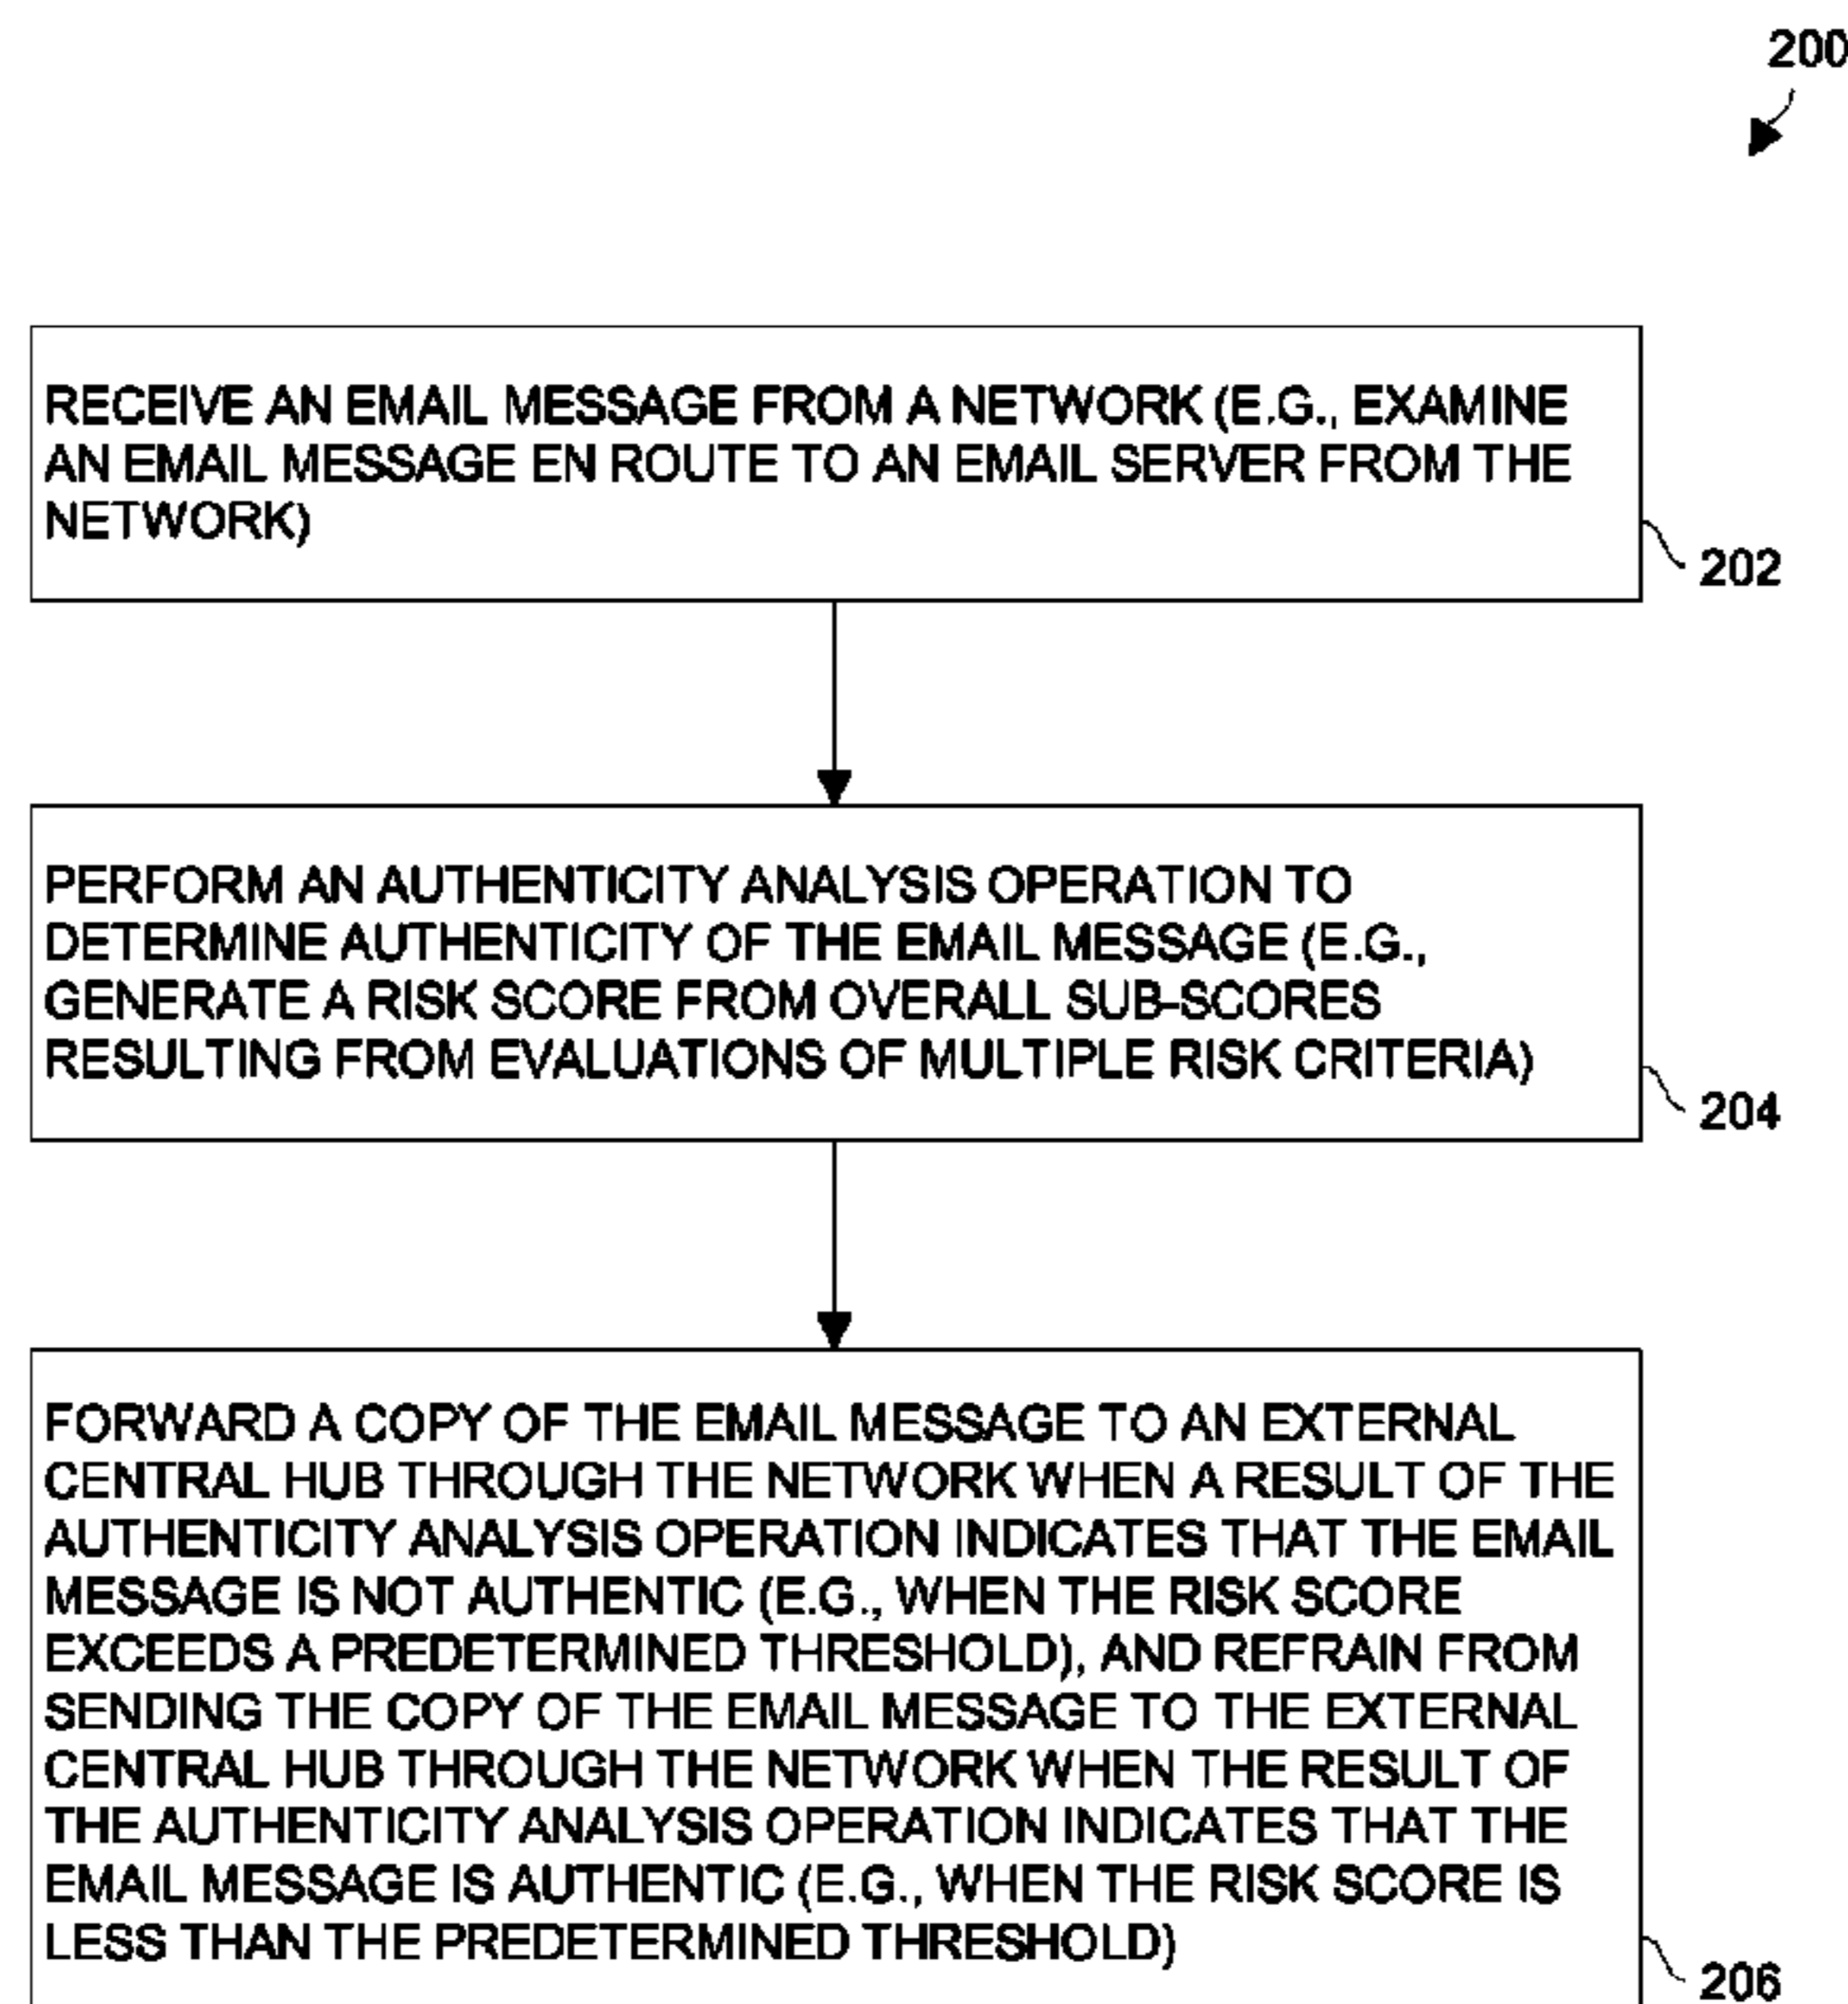 200
RECEIVE AN EMAIL MESSAGE FROM A NETWORK (E.G., EXAMINE
AN EMAIL MESSAGE EN ROUTE TO AN EMAIL SERVER FROM THE
NETWORK)
202
PERFORM AN AUTHENTICITY ANALYSIS OPERATION TO
DETERMINE AUTHENTICITY OF THE EMAIL MESSAGE (E.G.,
GENERATE A RISK SCORE FROM OVERALL SUB-SCORES
RESULTING FROM EVALUATIONS OF MULTIPLE RISK CRITERIA)
204
FORWARD A COPY OF THE EMAIL MESSAGE TO AN EXTERNAL
CENTRAL HUB THROUGH THE NETWORK WHEN A RESULT OF THE
AUTHENTICITY ANALYSIS OPERATION INDICATES THAT THE EMAIL
MESSAGE IS NOT AUTHENTIC (E.G., WHEN THE RISK SCORE
EXCEEDS A PREDETERMINED THRESHOLD), AND REFRAIN FROM
SENDING THE COPY OF THE EMAIL MESSAGE TO THE EXTERNAL
CENTRAL HUB THROUGH THE NETWORK WHEN THE RESULT OF
THE AUTHENTICITY ANALYSIS OPERATION INDICATES THAT THE
EMAIL MESSAGE IS AUTHENTIC (E.G., WHEN THE RISK SCORE IS
LESS THAN THE PREDETERMINED THRESHOLD)
206